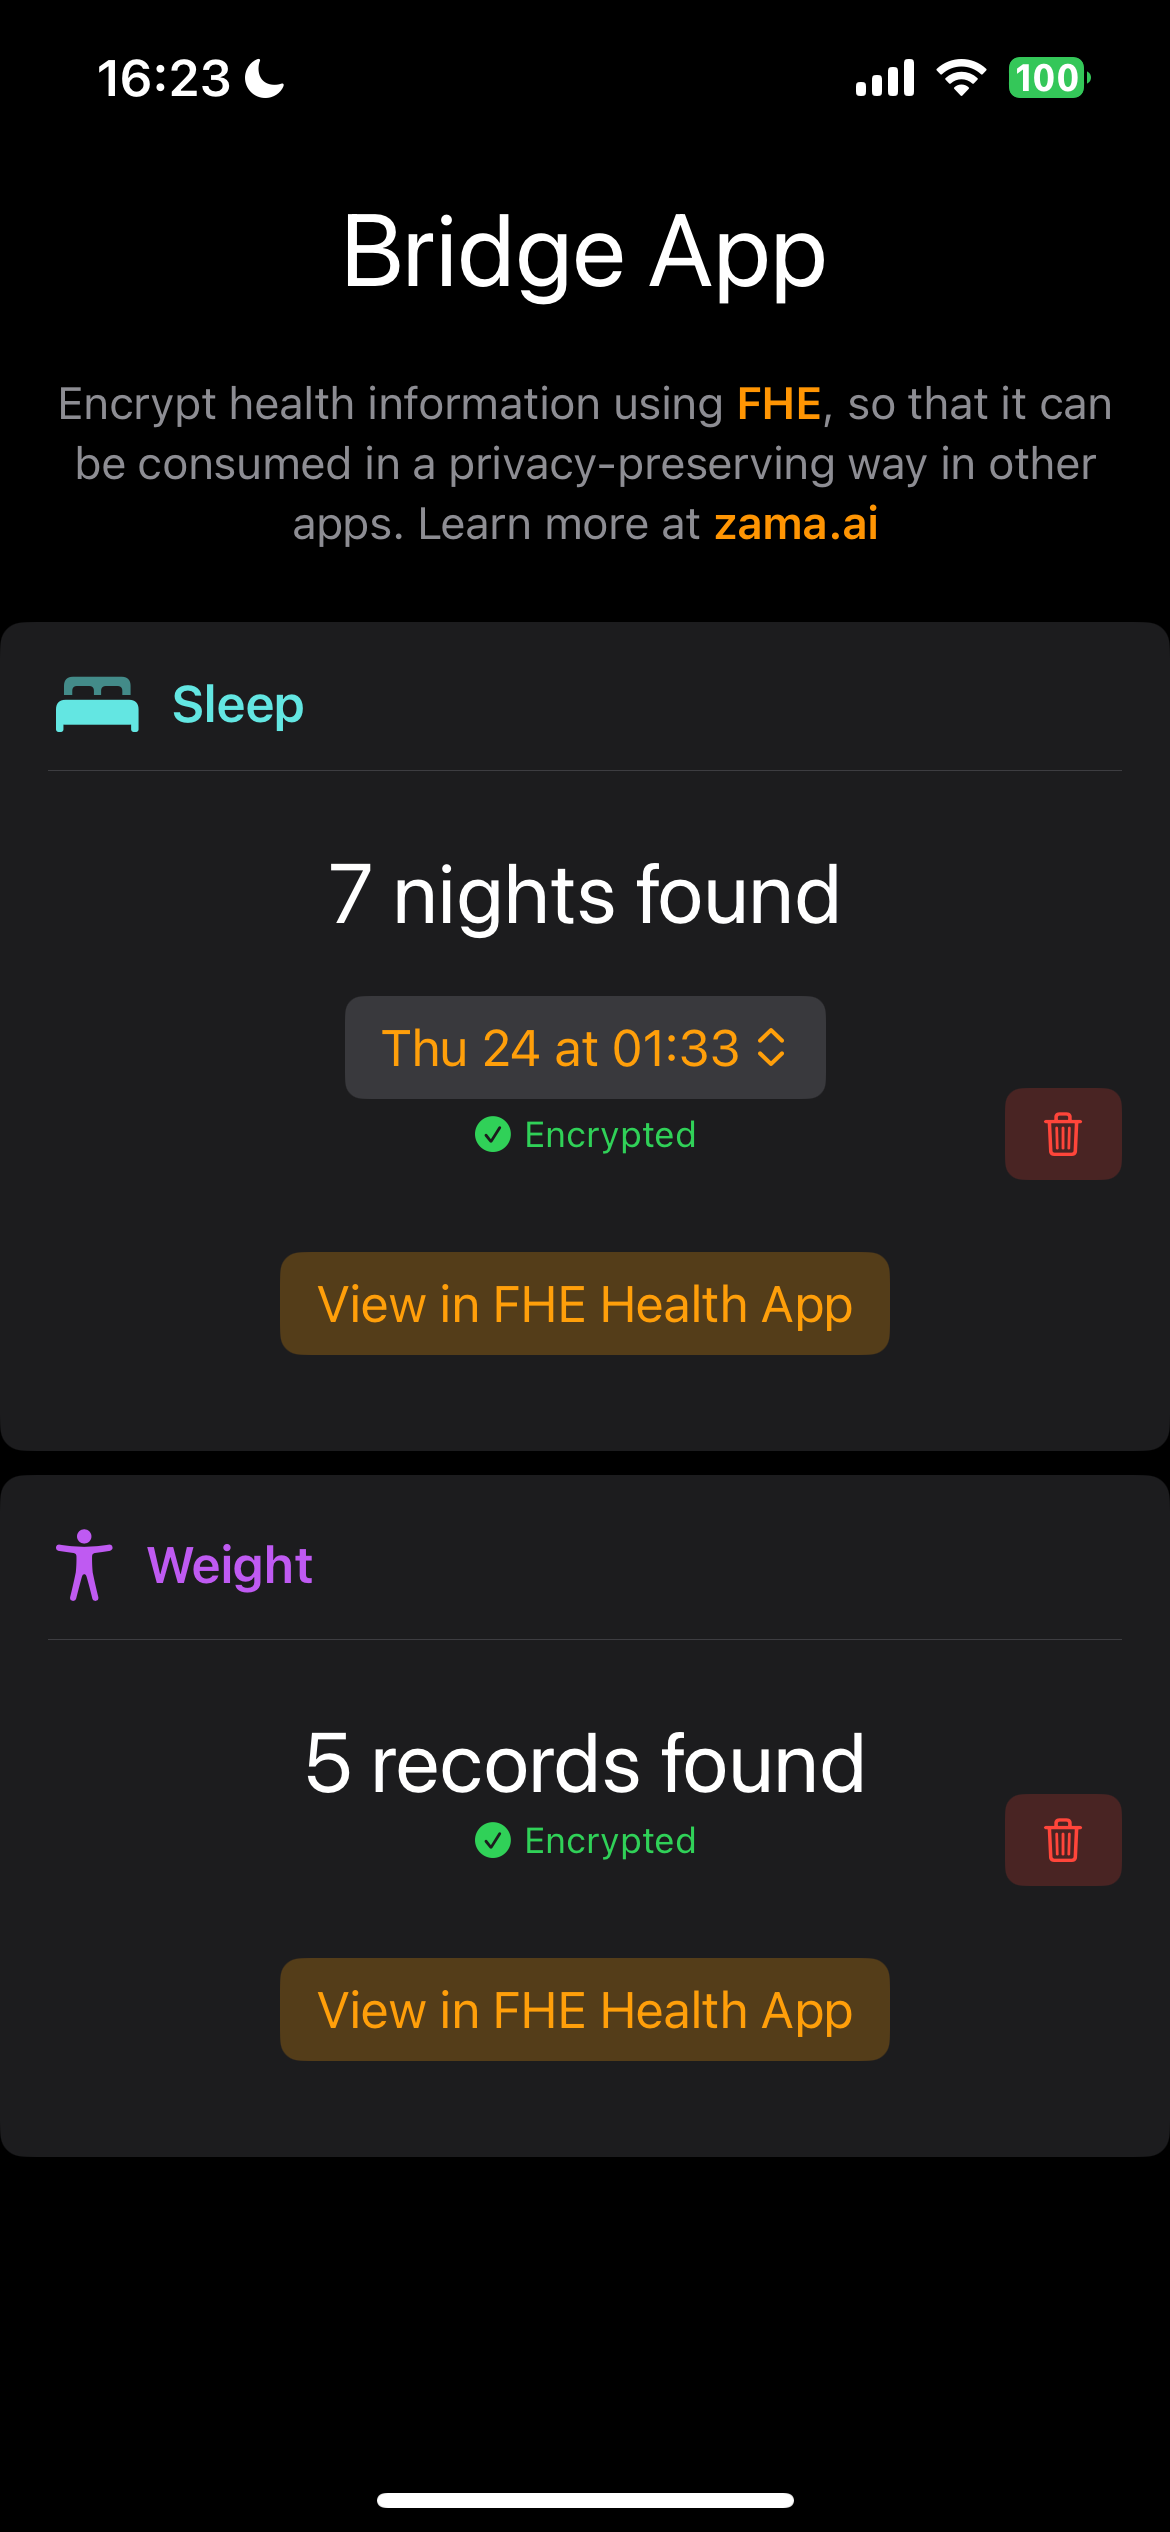 16:23
100
Bridge App
Encrypt health information using FHE, so that it can
be consumed in a privacy-preserving way in other
apps. Learn more at zama.ai
Sleep
7 nights found
Thu 24 at 01:33
Encrypted
View in FHE Health App
Weight
5 records found
Encrypted
View in FHE Health App